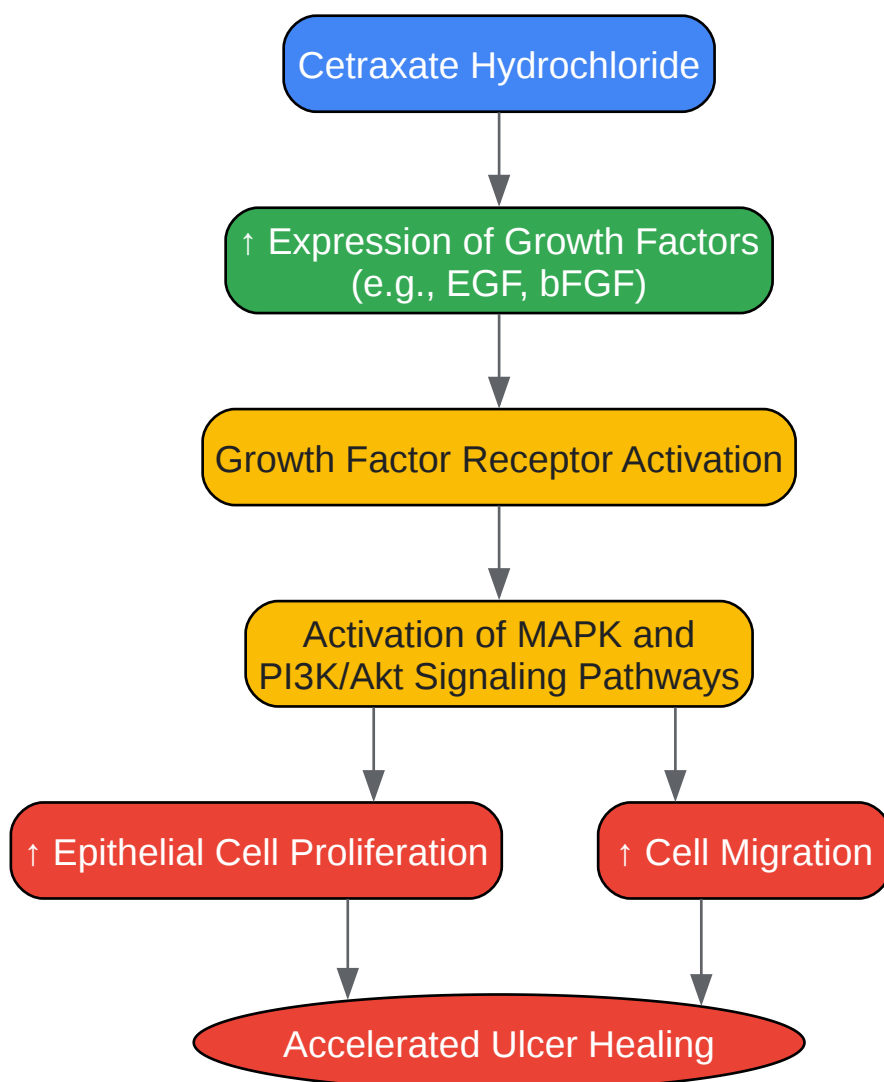 Cetraxate Hydrochloride
↑ Expression of Growth Factors
(e.g., EGF, bFGF)
Growth Factor Receptor Activation
Activation of MAPK and
PI3K/Akt Signaling Pathways
↑ Epithelial Cell Proliferation
↑ Cell Migration
Accelerated Ulcer Healing